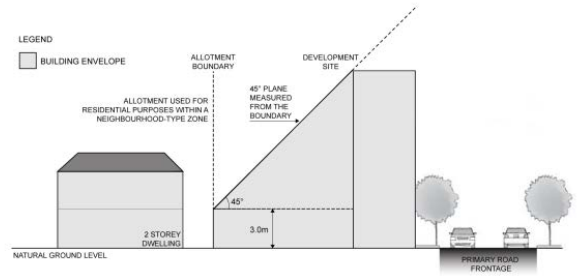 LEGEND
BUILDING ENVELOPE
ALLOTMENT
BOUNDARY
DEVELOPMENT
SITE
ALLOTMENT USED FOR
RESIDENTIAL PURPOSES WITHIN A
NEIGHBOURHOOD-TYPE ZONE
45° PLANE
MEASURED
FROM THE
BOUNDARY
45°
3.0m
2 STOREY
DWELLING
NATURAL GROUND LEVEL
PRIMARY ROAD
FRONTAGE